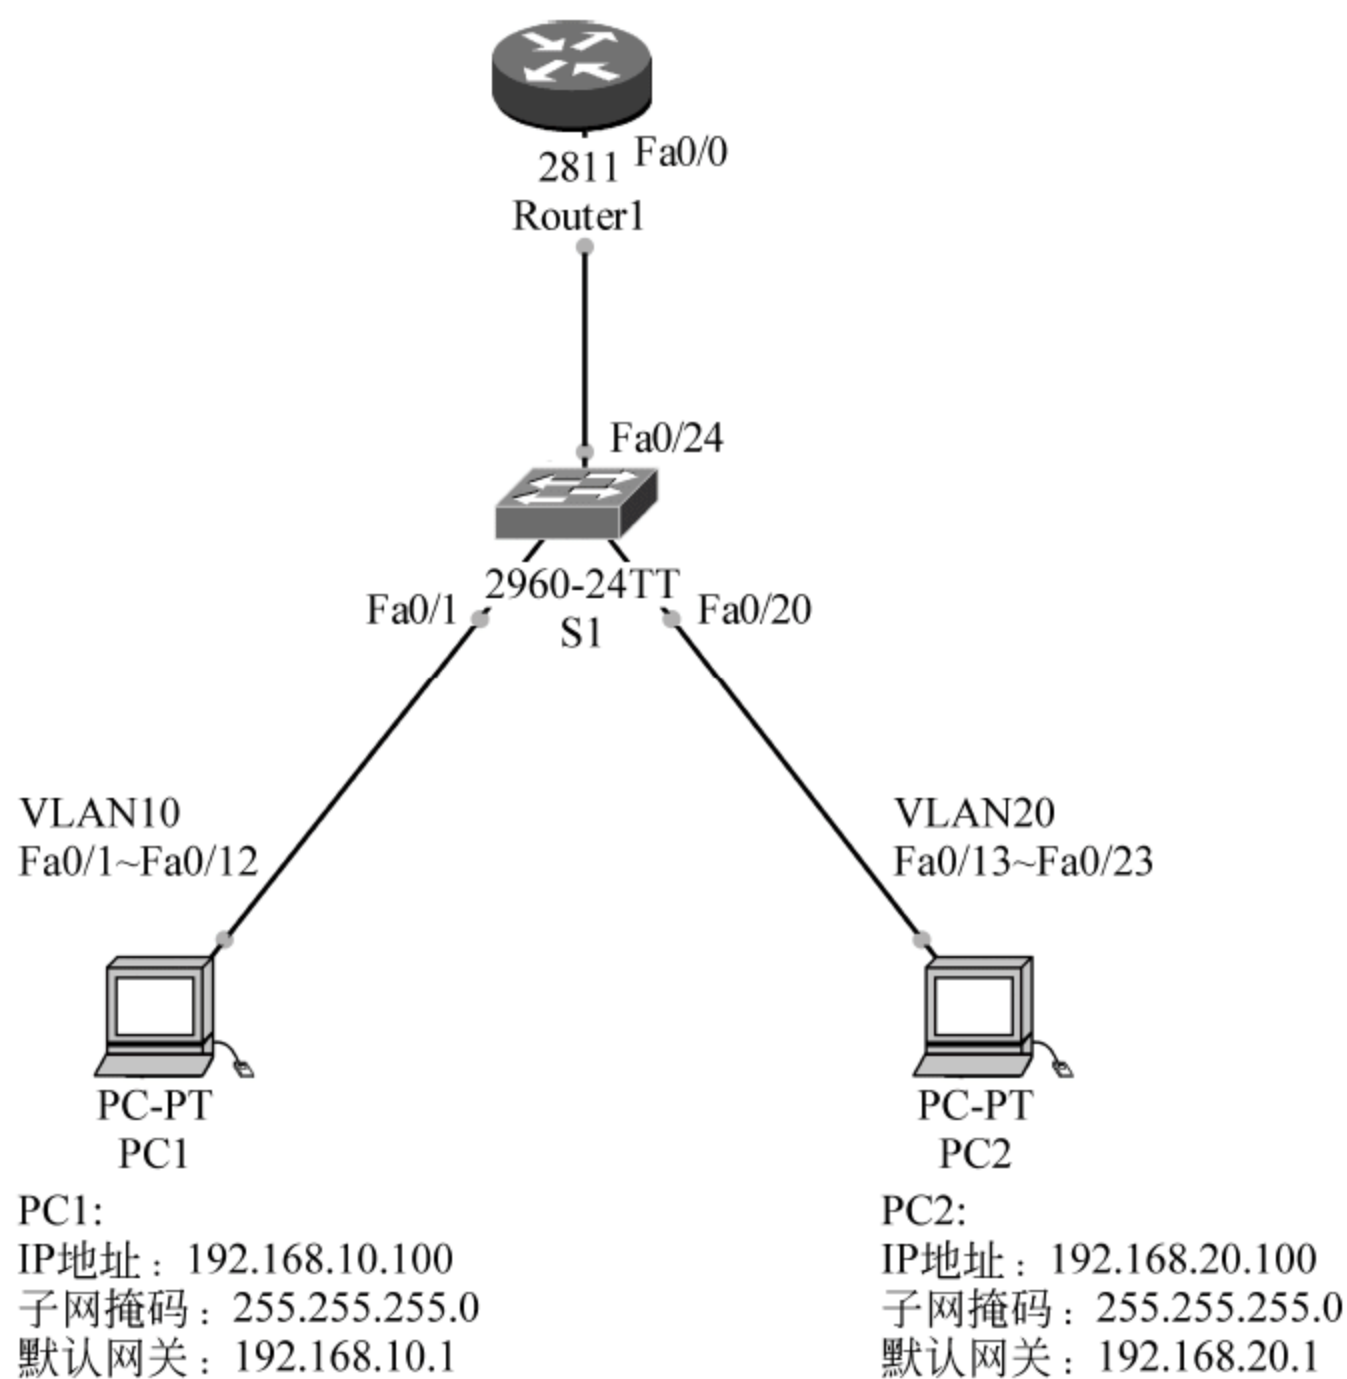 Fa0/0
2811
Router1
Fa0/24
2960-24TT
Fa0/1
Fa0/20
S1
VLAN10
Fa0/1~Fa0/12
VLAN20
Fa0/13~Fa0/23
PC-PT
PC1
PC-PT
PC2
PC1:
IP地址：192.168.10.100
子网掩码：255.255.255.0
默认网关：192.168.10.1
PC2:
IP地址：192.168.20.100
子网掩码：255.255.255.0
默认网关：192.168.20.1